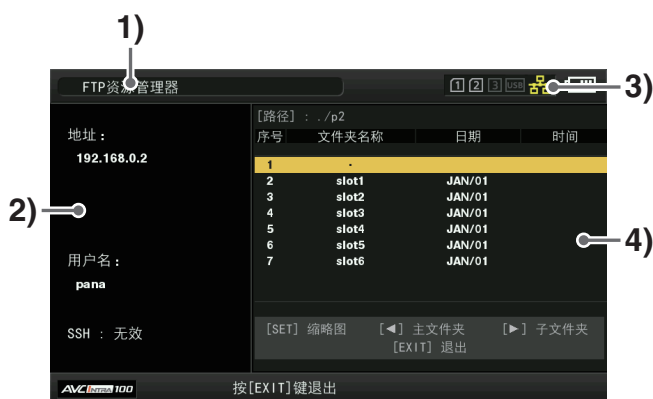 1)
FTP资源管理器
1 2 3 USB
3)
地址：
192.168.0.2
2)
用户名：
pana
SSH : 无效
[路径] : ./p2
序号 文件夹名称 日期 时间
1 .
2 slot1 JAN/01
3 slot2 JAN/01
4 slot3 JAN/01
5 slot4 JAN/01
6 slot5 JAN/01
7 slot6 JAN/01
4)
[SET] 缩略图 [◀] 主文件夹 [▶] 子文件夹
[EXIT] 退出
AVC INTRA 100
按[EXIT]键退出